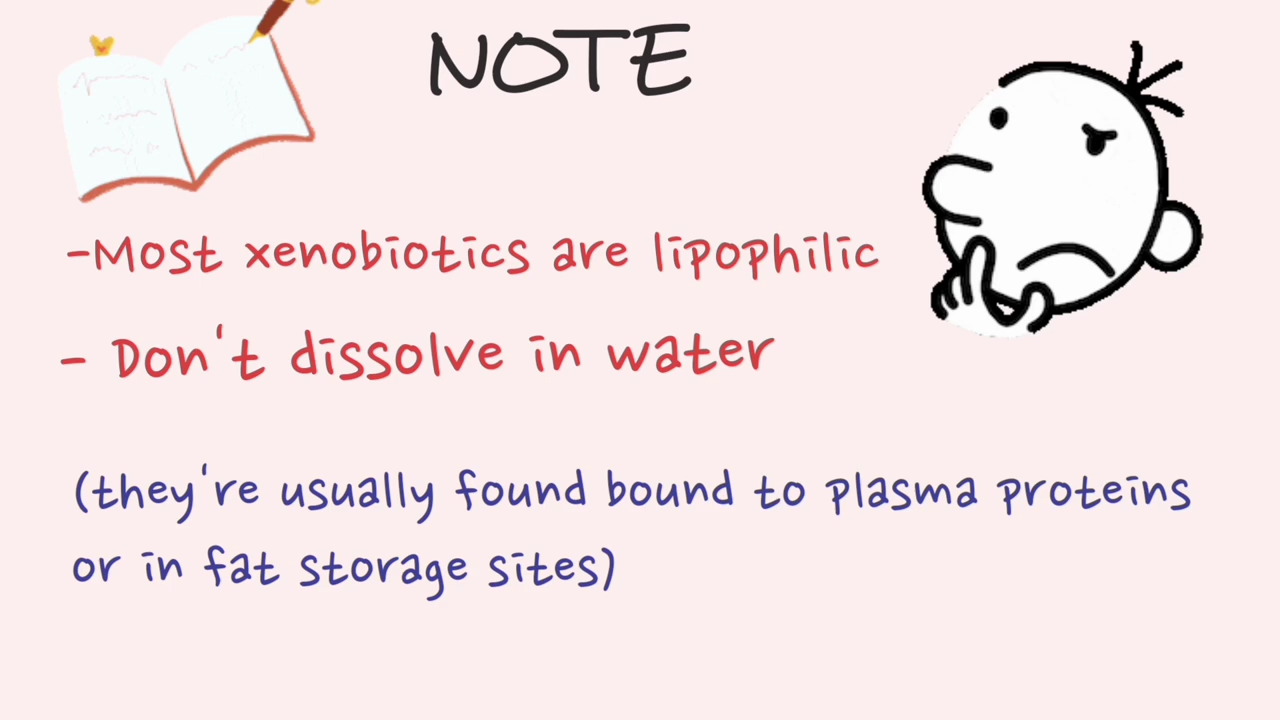 NOTE
-Most xenobiotics are lipophilic
- Don't dissolve in water
(they're usually found bound to plasma proteins
or in fat storage sites)